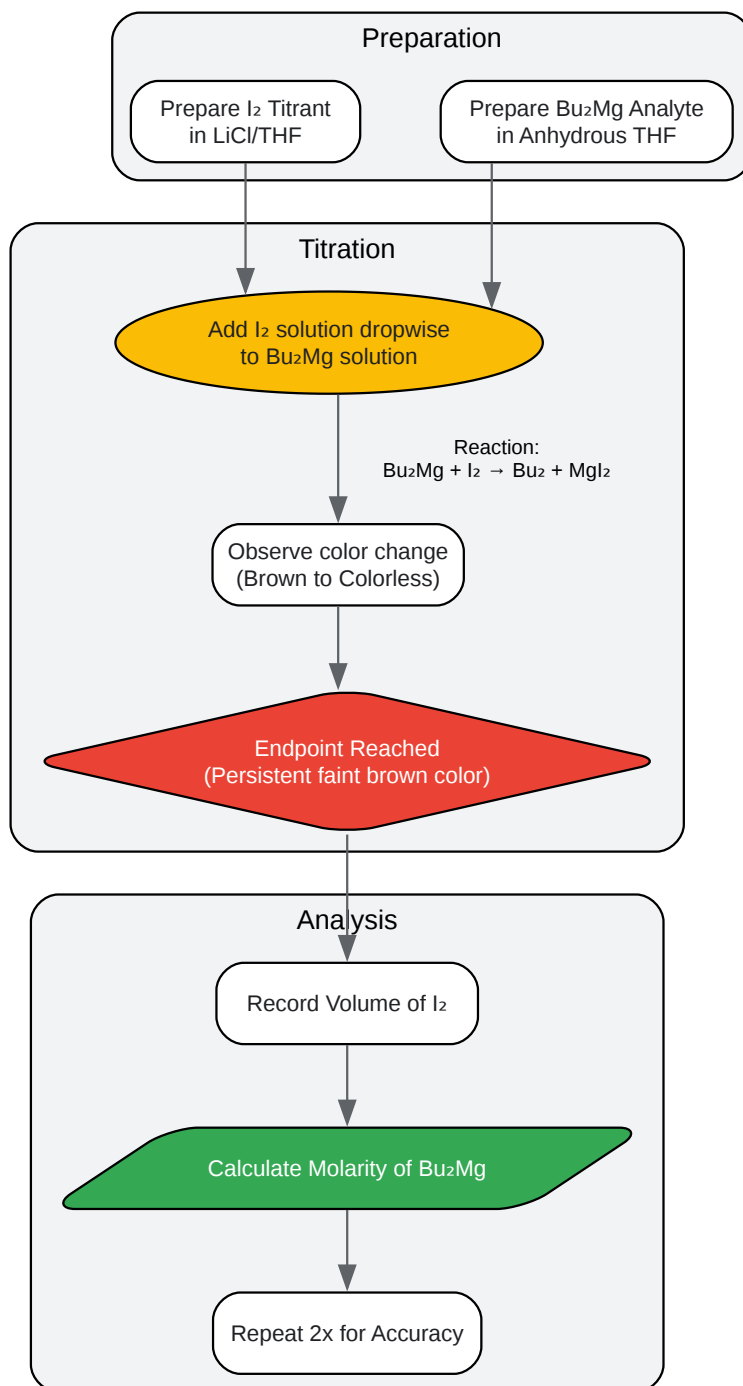 Preparation
Prepare I₂ Titrant
in LiCl/THF
Prepare Bu₂Mg Analyte
in Anhydrous THF
Titration
Add I₂ solution dropwise
to Bu₂Mg solution
Reaction:
Bu₂Mg + I₂ → Bu₂ + MgI₂
Observe color change
(Brown to Colorless)
Endpoint Reached
(Persistent faint brown color)
Analysis
Record Volume of I₂
Calculate Molarity of Bu₂Mg
Repeat 2x for Accuracy